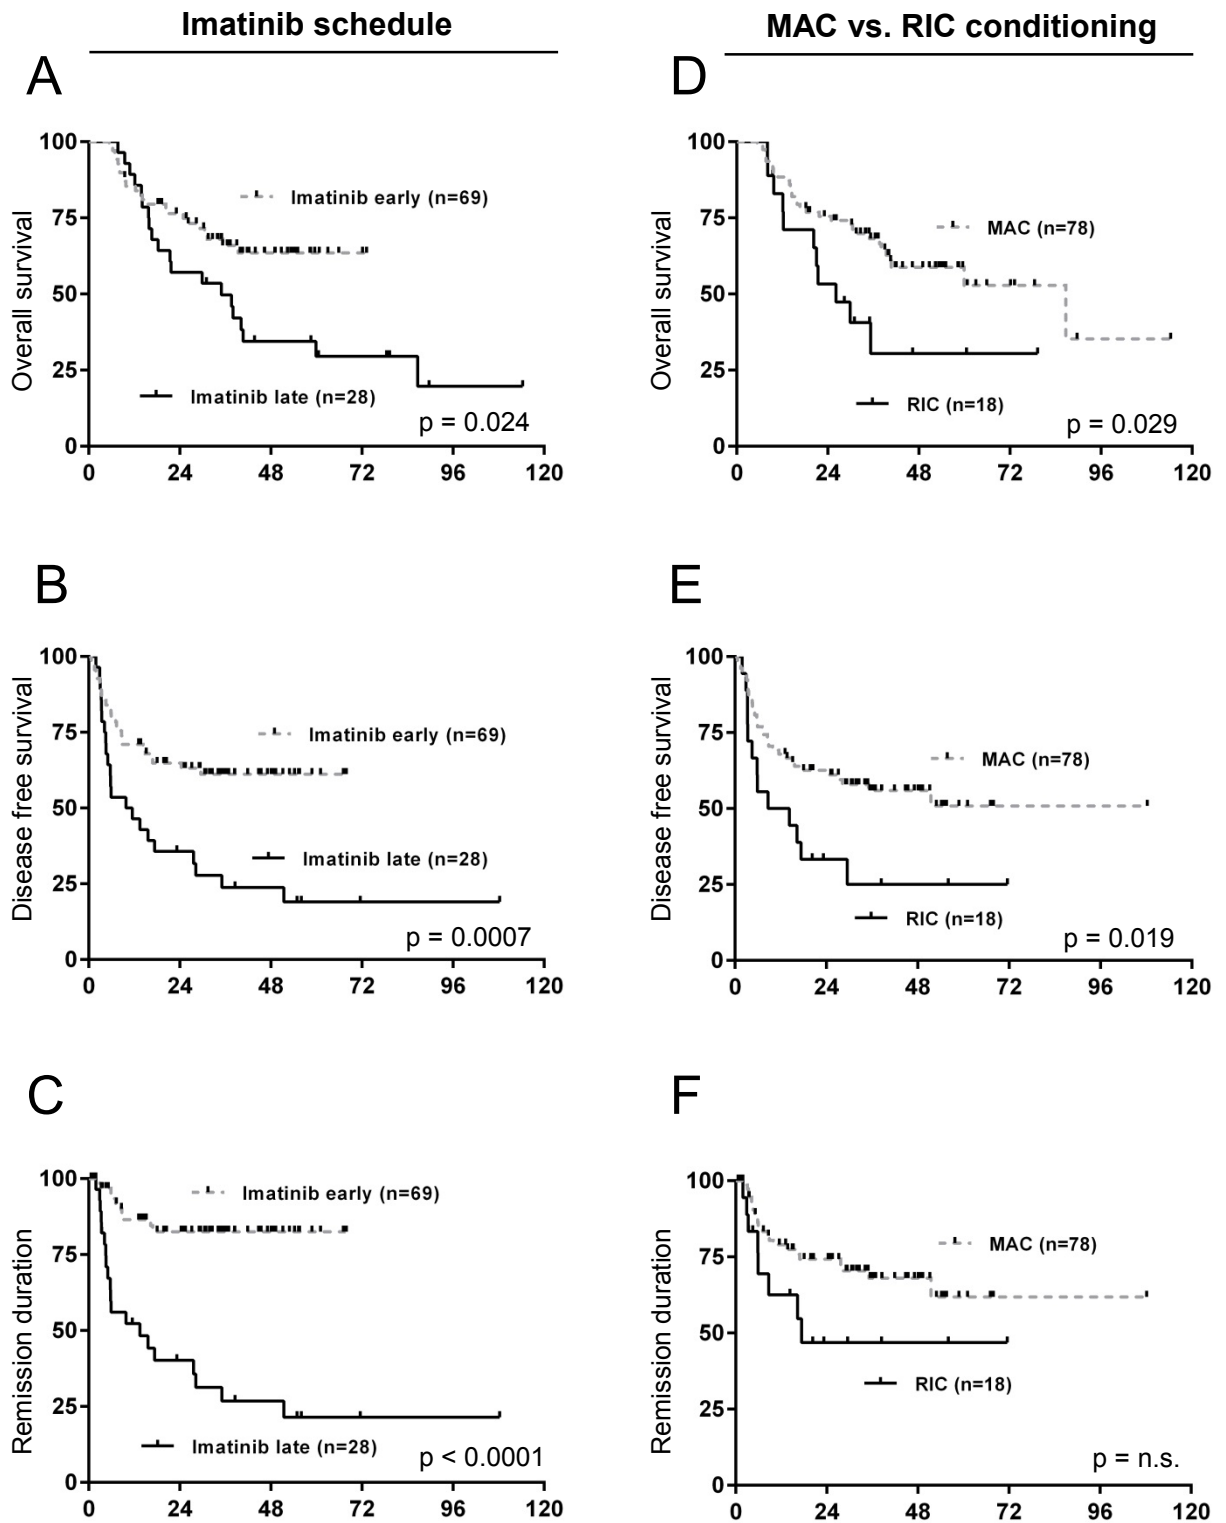 Imatinib schedule
MAC vs. RIC conditioning
A
Overall survival
100
75
50
25
0
Imatinib early (n=69)
Imatinib late (n=28)
p = 0.024
0 24 48 72 96 120
D
Overall survival
100
75
50
25
0
MAC (n=78)
RIC (n=18)
p = 0.029
0 24 48 72 96 120
B
Disease free survival
100
75
50
25
0
Imatinib early (n=69)
Imatinib late (n=28)
p = 0.0007
0 24 48 72 96 120
E
Disease free survival
100
75
50
25
0
MAC (n=78)
RIC (n=18)
p = 0.019
0 24 48 72 96 120
C
Remission duration
100
75
50
25
0
Imatinib early (n=69)
Imatinib late (n=28)
p < 0.0001
0 24 48 72 96 120
F
Remission duration
100
75
50
25
0
MAC (n=78)
RIC (n=18)
p = n.s.
0 24 48 72 96 120